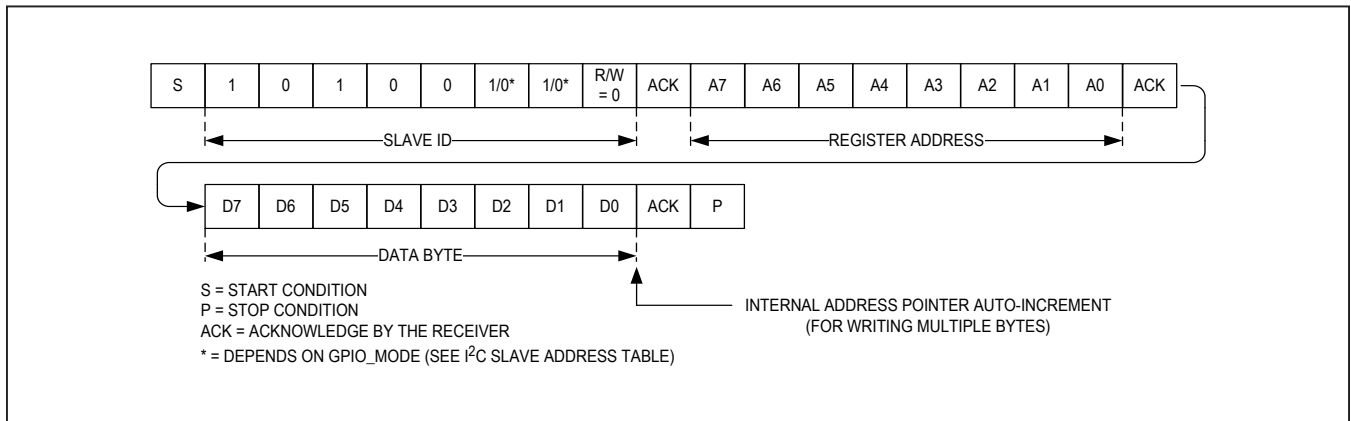 S 1 0 1 0 0 1/0* 1/0* R/W = 0 ACK A7 A6 A5 A4 A3 A2 A1 A0 ACK
SLAVE ID REGISTER ADDRESS
D7 D6 D5 D4 D3 D2 D1 D0 ACK P
DATA BYTE
S = START CONDITION
P = STOP CONDITION
ACK = ACKNOWLEDGE BY THE RECEIVER
* = DEPENDS ON GPIO_MODE (SEE I²C SLAVE ADDRESS TABLE)
INTERNAL ADDRESS POINTER AUTO-INCREMENT
(FOR WRITING MULTIPLE BYTES)